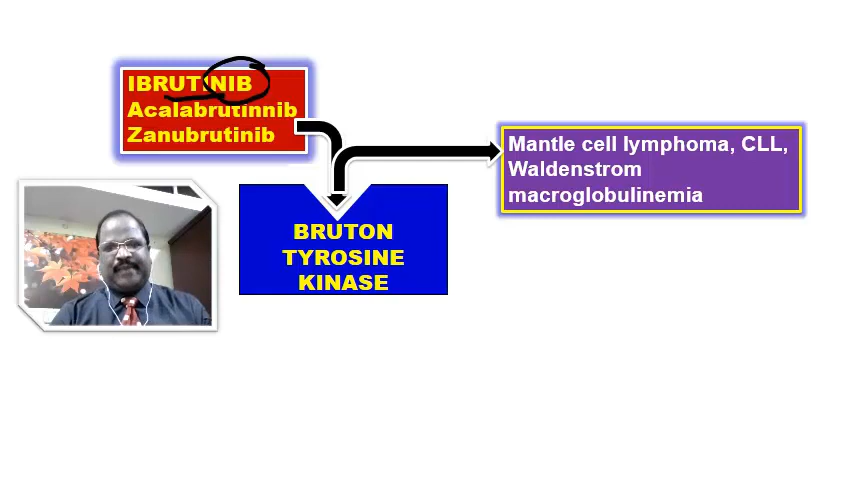 IBRUTINIB
Acalabrutinnib
Zanubrutinib
Mantle cell lymphoma, CLL,
Waldenstrom
macroglobulinemia
BRUTON
TYROSINE
KINASE